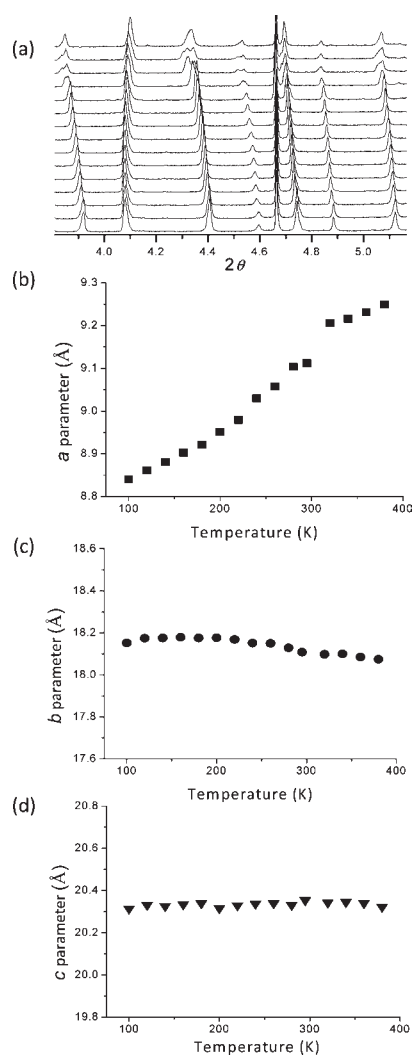 (a)
4.0 4.2 4.4 4.6 4.8 5.0
2θ
(b)
9.3
9.2
9.1
9.0
8.9
8.8
a parameter (Å)
100 200 300 400
Temperature (K)
(c)
18.6
18.4
18.2
18.0
17.8
17.6
b parameter (Å)
100 200 300 400
Temperature (K)
(d)
20.8
20.6
20.4
20.2
20.0
19.8
c parameter (Å)
100 200 300 400
Temperature (K)